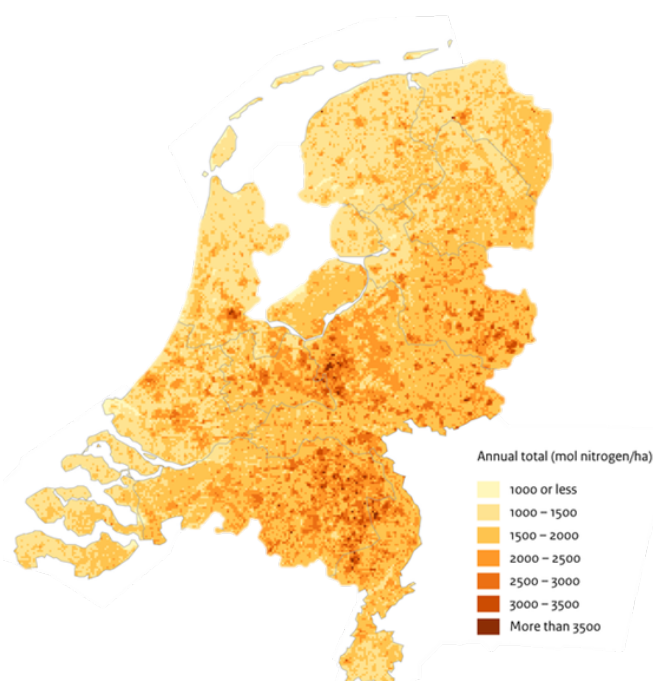 Annual total (mol nitrogen/ha)
1000 or less
1000 – 1500
1500 – 2000
2000 – 2500
2500 – 3000
3000 – 3500
More than 3500